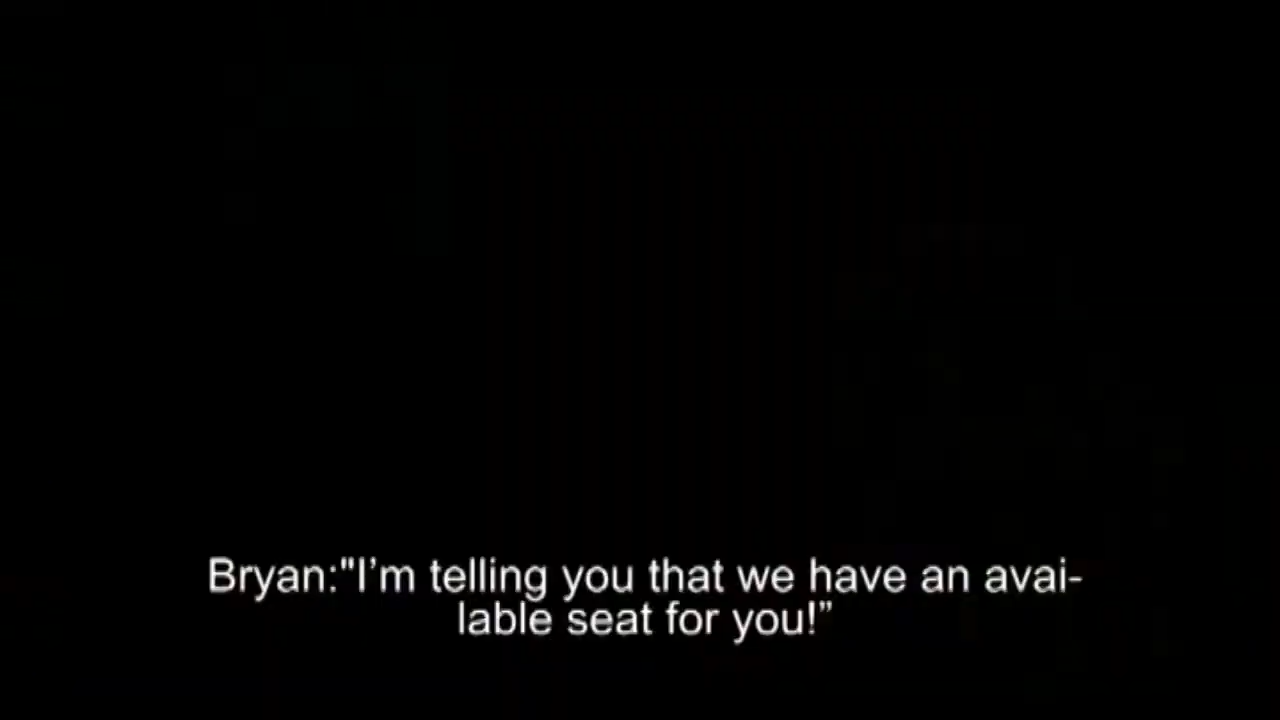 Bryan:"I’m telling you that we have an avai-
lable seat for you!”